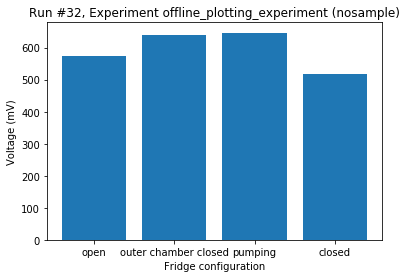 Run #32, Experiment offline_plotting_experiment (nosample)
Voltage (mV)
600
500
400
300
200
100
0
open outer chamber closed pumping closed
Fridge configuration